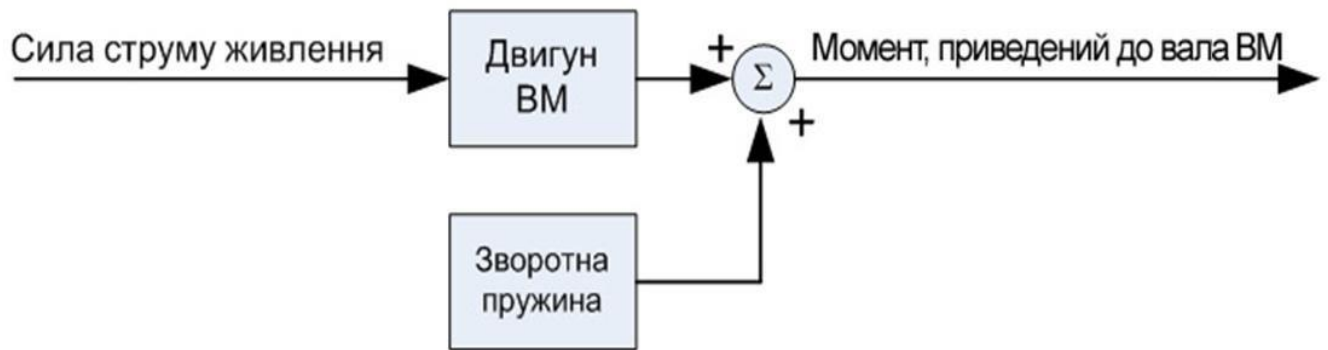 Сила струму живлення
Двигун
ВМ
+
Σ
Момент, приведений до вала ВМ
+
Зворотна
пружина